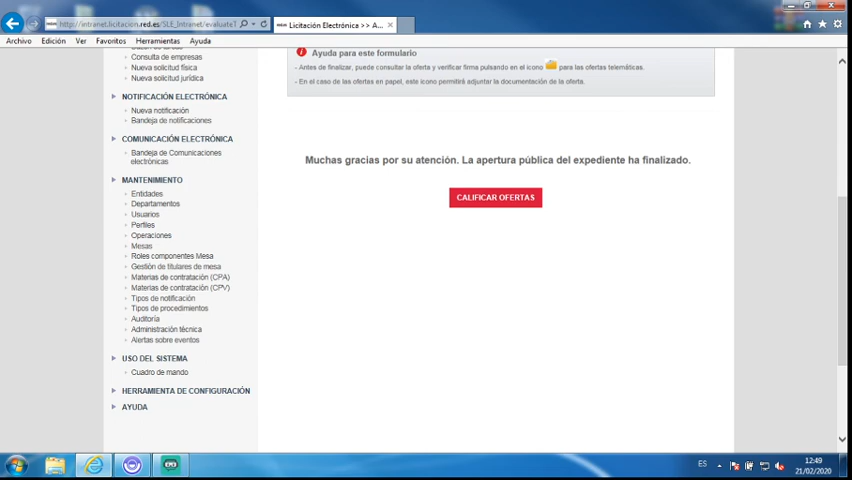 http://intranet.licitacion.red.es/SLE_Intranet/evaluateT
Licitación Electrónica >> A...
Archivo Edición Ver Favoritos Herramientas Ayuda
Consulta de empresas
Nueva solicitud física
Nueva solicitud jurídica
NOTIFICACIÓN ELECTRÓNICA
Nueva notificación
Bandeja de notificaciones
COMUNICACIÓN ELECTRÓNICA
Bandeja de Comunicaciones
electrónicas
MANTENIMIENTO
Entidades
Departamentos
Usuarios
Perfiles
Operaciones
Mesas
Roles componentes Mesa
Gestión de titulares de mesa
Materias de contratación (CPA)
Materias de contratación (CPV)
Tipos de notificación
Tipos de procedimientos
Auditoría
Administración técnica
Alertas sobre eventos
USO DEL SISTEMA
Cuadro de mando
HERRAMIENTA DE CONFIGURACIÓN
AYUDA
Ayuda para este formulario
- Antes de finalizar, puede consultar la oferta y verificar firma pulsando en el icono para las ofertas telemáticas.
- En el caso de las ofertas en papel, este icono permitirá adjuntar la documentación de la oferta.
Muchas gracias por su atención. La apertura pública del expediente ha finalizado.
CALIFICAR OFERTAS
ES
12:49
21/02/2020